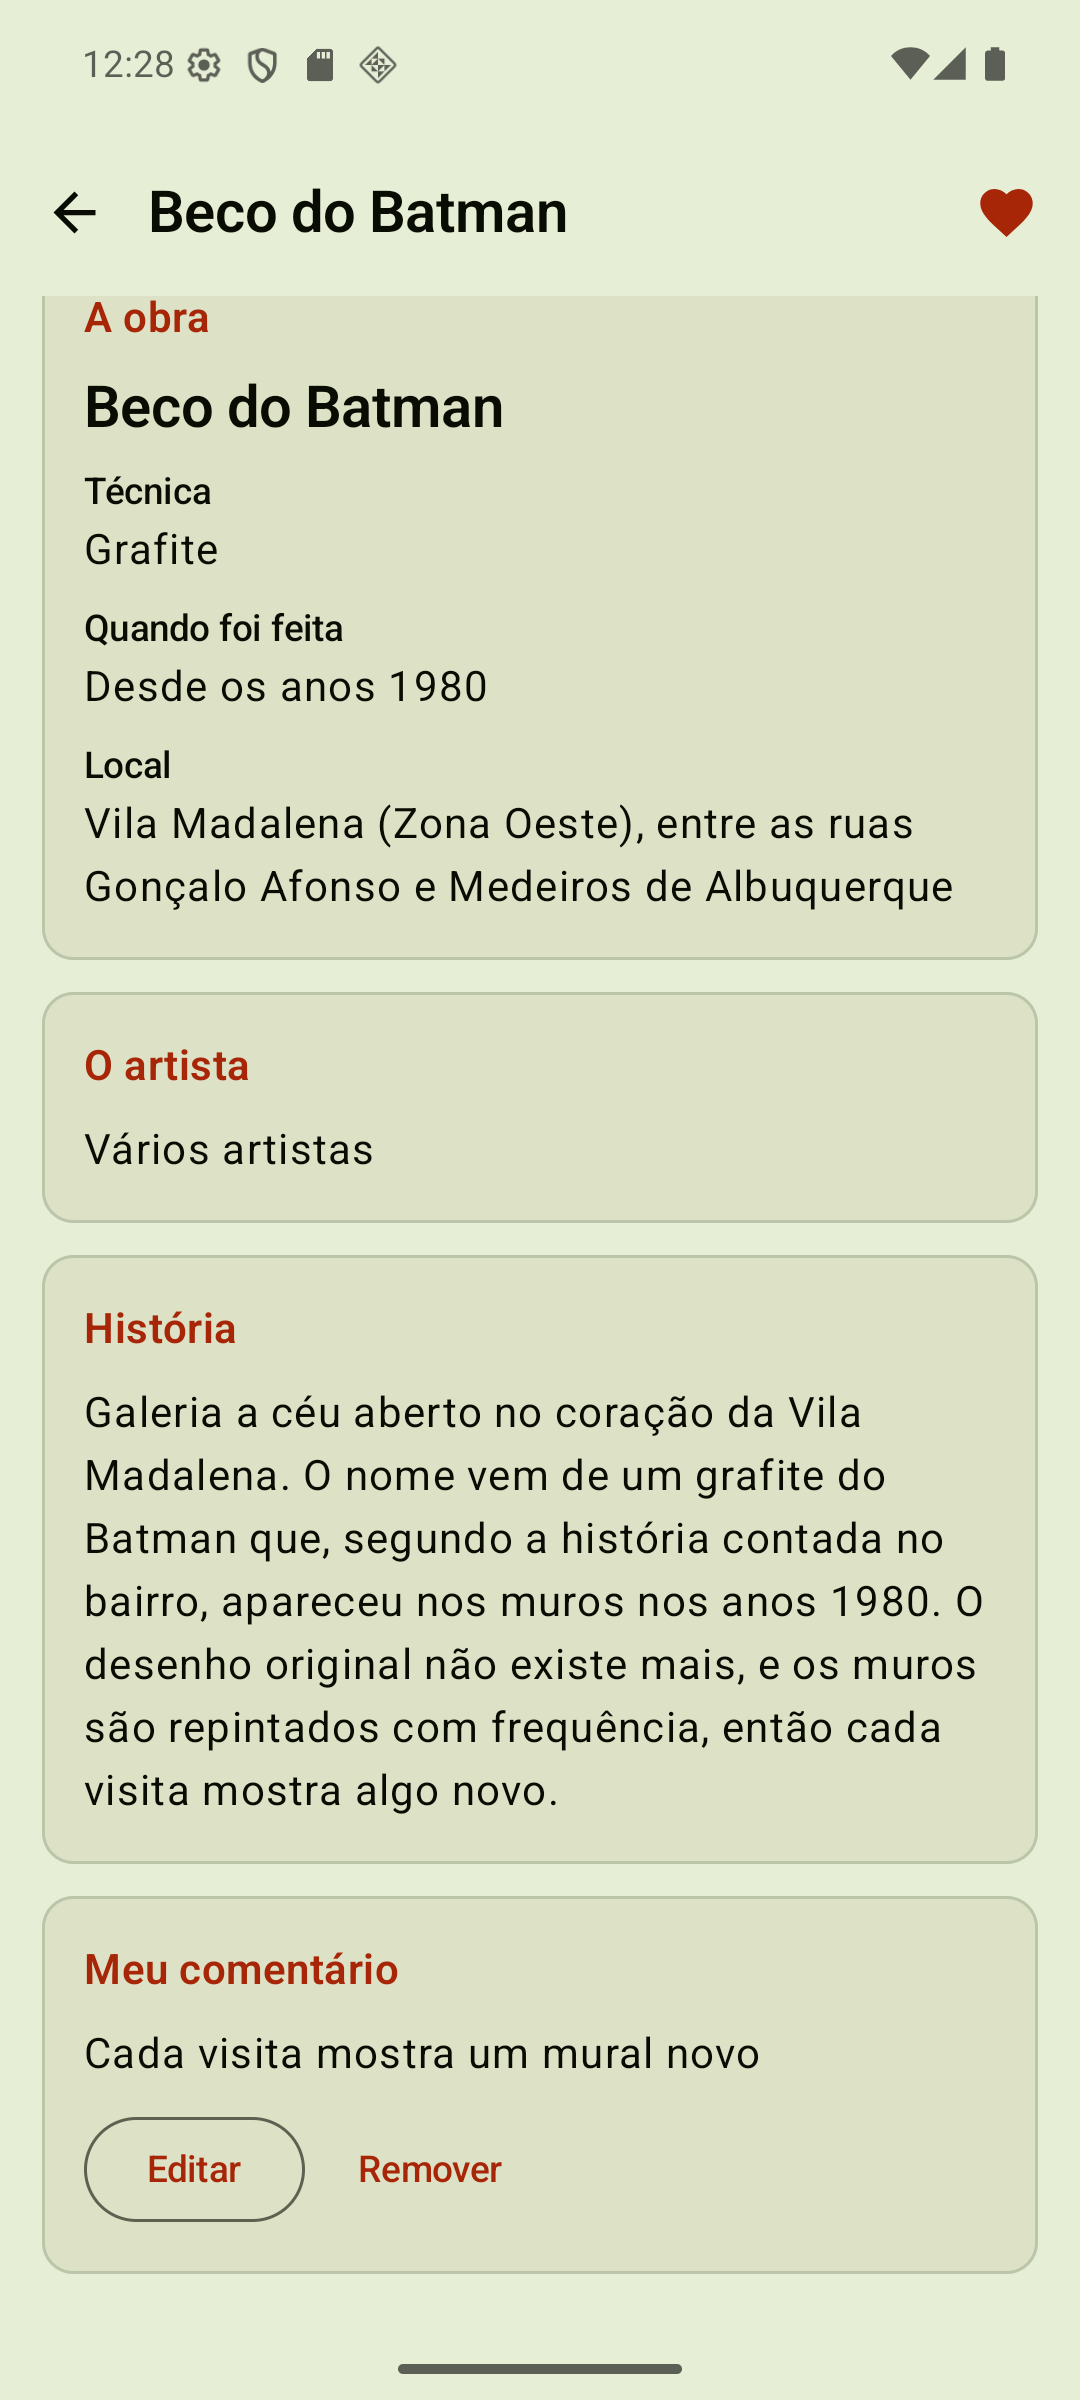 12:28
Beco do Batman
A obra
Beco do Batman
Técnica
Grafite
Quando foi feita
Desde os anos 1980
Local
Vila Madalena (Zona Oeste), entre as ruas
Gonçalo Afonso e Medeiros de Albuquerque
O artista
Vários artistas
História
Galeria a céu aberto no coração da Vila
Madalena. O nome vem de um grafite do
Batman que, segundo a história contada no
bairro, apareceu nos muros nos anos 1980. O
desenho original não existe mais, e os muros
são repintados com frequência, então cada
visita mostra algo novo.
Meu comentário
Cada visita mostra um mural novo
Editar
Remover